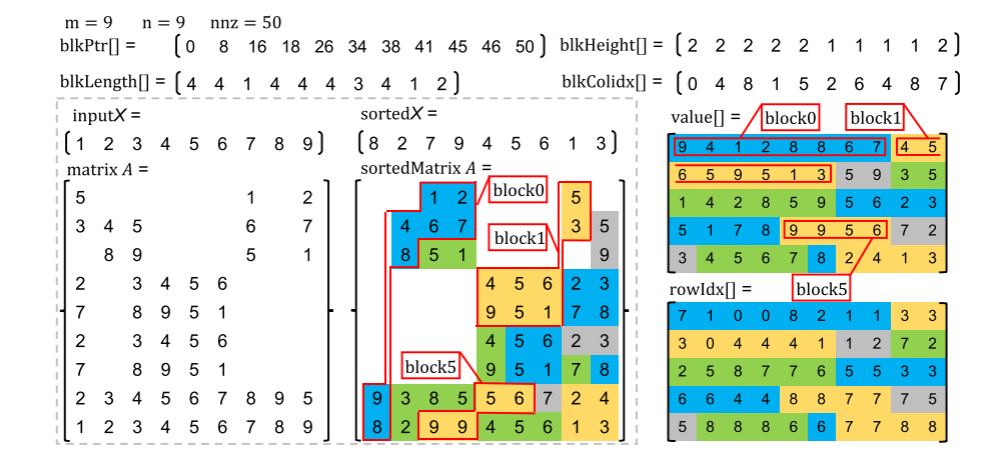 m = 9 n = 9 nnz = 50
blkPtr[] = (0 8 16 18 26 34 38 41 45 46 50)
blkHeight[] = (2 2 2 2 2 1 1 1 1 2)
blkLength[] = (4 4 1 4 4 4 3 4 1 2)
blkColidx[] = (0 4 8 1 5 2 6 4 8 7)
inputX =
(1 2 3 4 5 6 7 8 9)
matrix A =
5 1 2
3 4 5 6 7
8 9 5 1
2 3 4 5 6
7 8 9 5 1
2 3 4 5 6
7 8 9 5 1
2 3 4 5 6 7 8 9 5
1 2 3 4 5 6 7 8 9
sortedX =
(8 2 7 9 4 5 6 1 3)
sortedMatrix A =
block0
1 2 5
4 6 7 3 5
block1
8 5 1 9
4 5 6 2 3
9 5 1 7 8
4 5 6 2 3
block5
9 5 1 7 8
9 3 8 5 5 6 7 2 4
8 2 9 9 4 5 6 1 3
value[] = block0 block1
9 4 1 2 8 8 6 7 4 5
6 5 9 5 1 3 5 9 3 5
1 4 2 8 5 9 5 6 2 3
5 1 7 8 9 9 5 6 7 2
3 4 5 6 7 8 2 4 1 3
rowIdx[] = block5
7 1 0 0 8 2 1 1 3 3
3 0 4 4 4 1 1 2 7 2
2 5 8 7 7 6 5 5 3 3
6 6 4 4 8 8 7 7 7 5
5 8 8 8 6 6 7 7 8 8